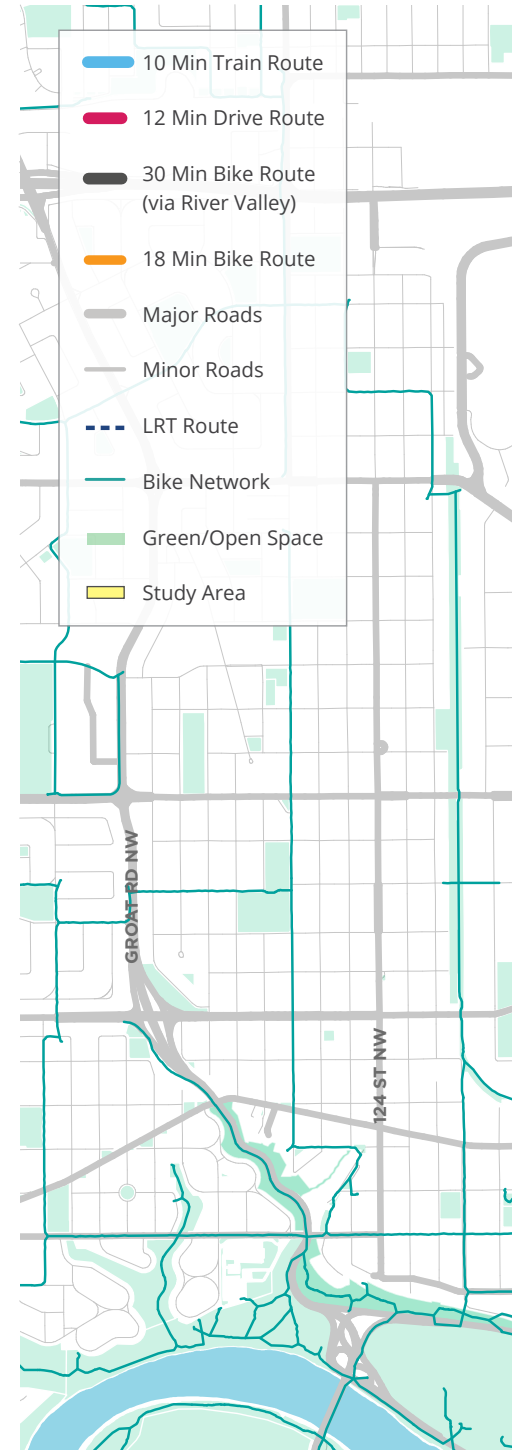 10 Min Train Route
12 Min Drive Route
30 Min Bike Route
(via River Valley)
18 Min Bike Route
Major Roads
Minor Roads
LRT Route
Bike Network
Green/Open Space
Study Area
GROAT RD NW
124 ST NW